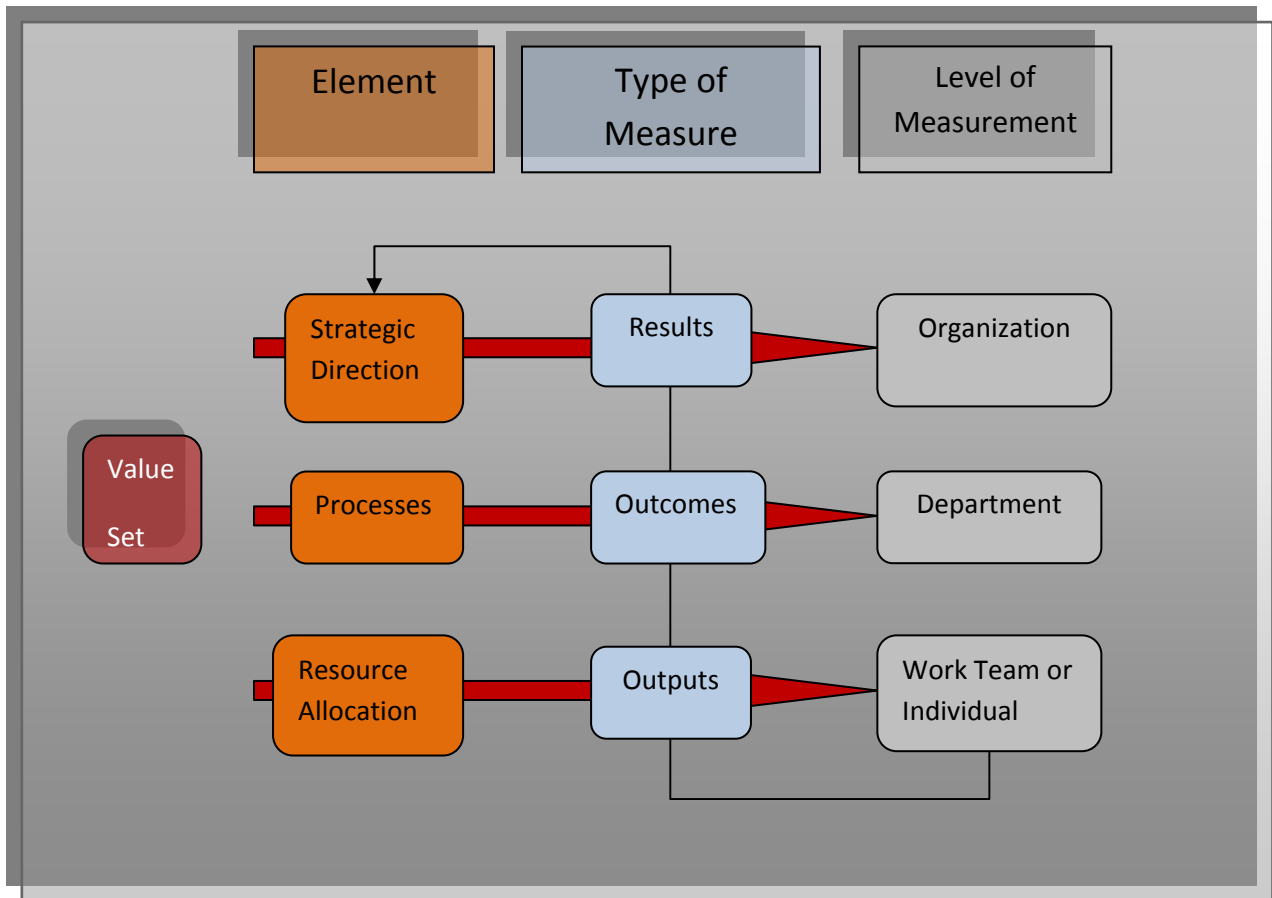 Element
Type of
Measure
Level of
Measurement
Strategic
Direction
Results
Organization
Value
Set
Processes
Outcomes
Department
Resource
Allocation
Outputs
Work Team or
Individual